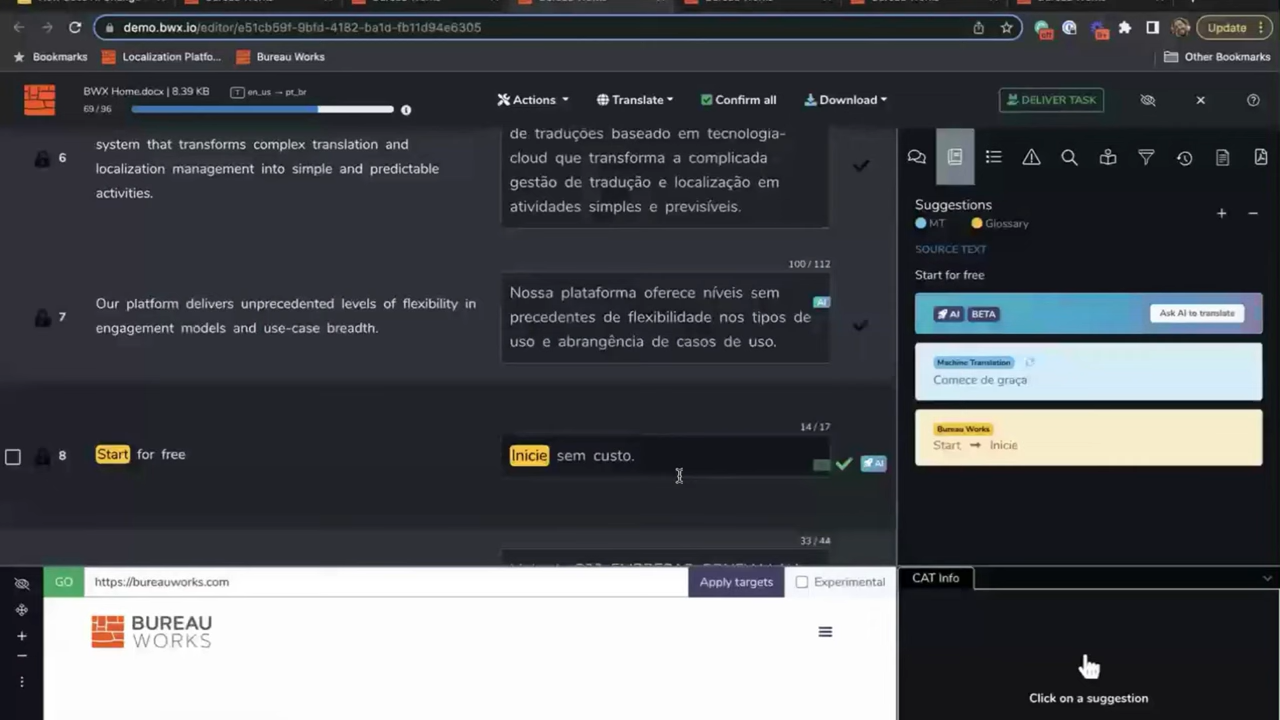 demo.bwx.io/editor/e51cb59f-9bfd-4182-ba1d-fb11d94e6305
Update
Bookmarks
Localization Platfo...
Bureau Works
Other Bookmarks
BWX Home.docx | 8.39 KB
en_us → pt_br
69 / 96
Actions
Translate
Confirm all
Download
DELIVER TASK
6
system that transforms complex translation and
localization management into simple and predictable
activities.
de traduções baseado em tecnologia-
cloud que transforma a complicada
gestão de tradução e localização em
atividades simples e previsíveis.
100 / 112
7
Our platform delivers unprecedented levels of flexibility in
engagement models and use-case breadth.
Nossa plataforma oferece níveis sem
precedentes de flexibilidade nos tipos de
uso e abrangência de casos de uso.
AI
14 / 17
8
Start for free
Inicie sem custo.
AI
33 / 44
Suggestions
MT
Glossary
SOURCE TEXT
Start for free
AI BETA
Ask AI to translate
Machine Translation
Comece de graça
Bureau Works
Start → Inicie
GO
https://bureauworks.com
Apply targets
Experimental
BUREAU
WORKS
CAT Info
Click on a suggestion